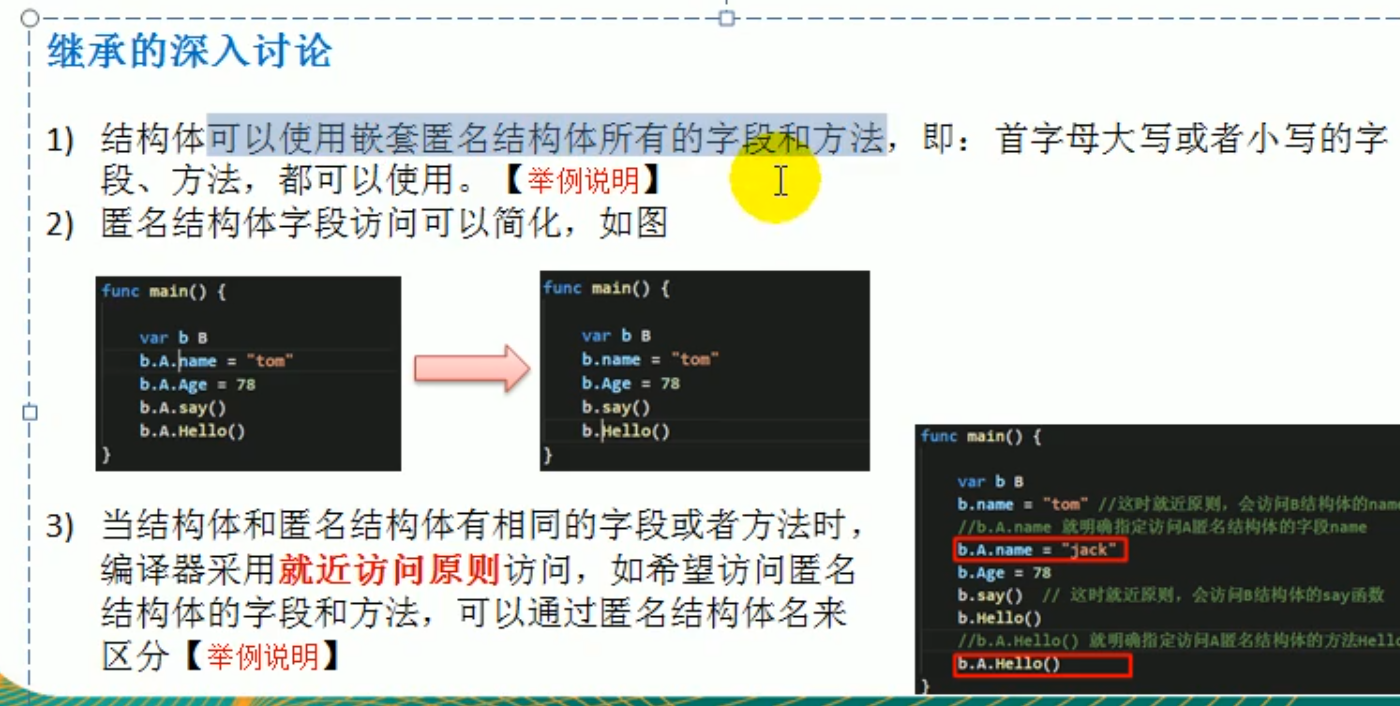 继承的深入讨论
1) 结构体可以使用嵌套匿名结构体所有的字段和方法，即：首字母大写或者小写的字
段、方法，都可以使用。【举例说明】
2) 匿名结构体字段访问可以简化，如图
func main() {
var b B
b.A.name = "tom"
b.A.Age = 78
b.A.say()
b.A.Hello()
}
func main() {
var b B
b.name = "tom"
b.Age = 78
b.say()
b.Hello()
}
3) 当结构体和匿名结构体有相同的字段或者方法时，
编译器采用就近访问原则访问，如希望访问匿名
结构体的字段和方法，可以通过匿名结构体名来
区分【举例说明】
func main() {
var b B
b.name = "tom" //这时就近原则，会访问B结构体的name
//b.A.name 就明确指定访问A匿名结构体的字段name
b.A.name = "jack"
b.Age = 78
b.say() // 这时就近原则，会访问B结构体的say函数
b.Hello()
//b.A.Hello() 就明确指定访问A匿名结构体的方法Hello
b.A.Hello()
}